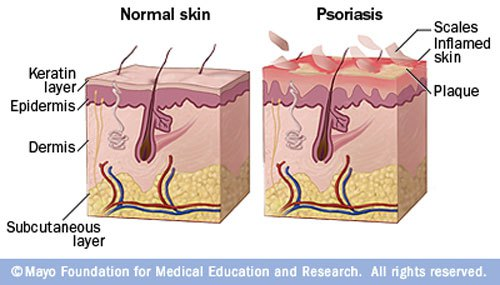 Normal skin
Psoriasis
Keratin
layer
Epidermis
Dermis
Subcutaneous
layer
Scales
Inflamed
skin
Plaque
© Mayo Foundation for Medical Education and Research.  All rights reserved.